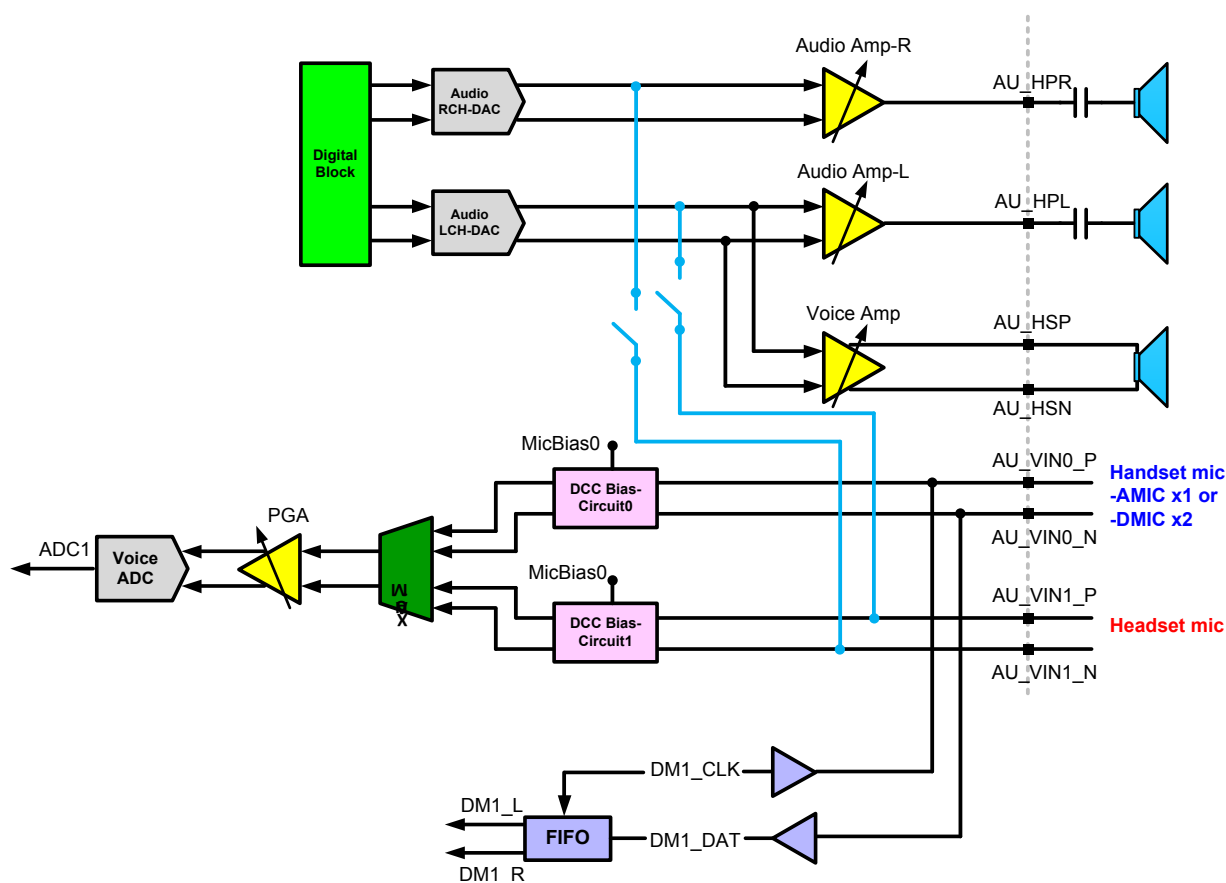 Audio Amp-R
AU_HPR
Audio
RCH-DAC
Digital
Block
Audio Amp-L
AU_HPL
Audio
LCH-DAC
Voice Amp
AU_HSP
AU_HSN
MicBias0
AU_VIN0_P
DCC Bias-
Circuit0
Handset mic
-AMIC x1 or
-DMIC x2
AU_VIN0_N
PGA
ADC1
Voice
ADC
MUX
MicBias0
AU_VIN1_P
DCC Bias-
Circuit1
Headset mic
AU_VIN1_N
DM1_CLK
DM1_L
FIFO
DM1_DAT
DM1_R